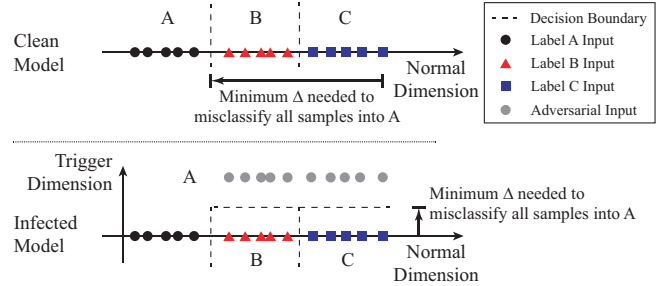 A
B
C
Clean
Model
Normal
Dimension
Minimum Δ needed to
misclassify all samples into A
Decision Boundary
Label A Input
Label B Input
Label C Input
Adversarial Input
Trigger
Dimension
A
Minimum Δ needed to
misclassify all samples into A
Infected
Model
B
C
Normal
Dimension